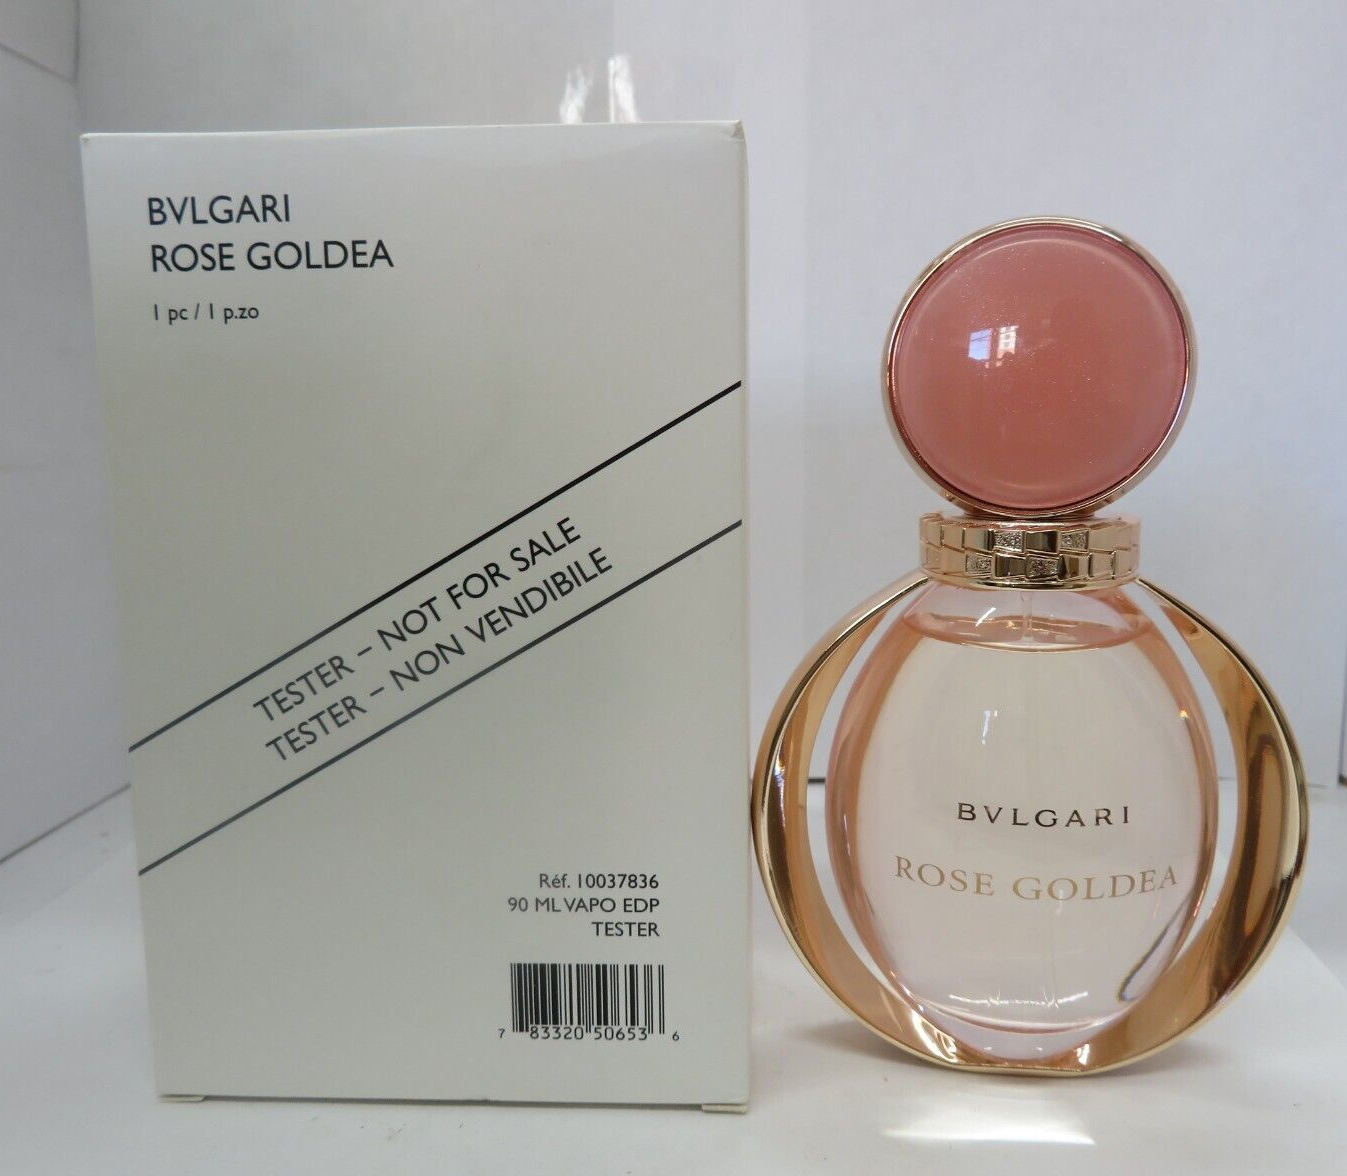 BVLGARI
ROSE GOLDEA
1 pc / 1 p.zo
TESTER – NOT FOR SALE
TESTER – NON VENDIBILE
Réf. 10037836
90 ML VAPO EDP
TESTER
7 83320 50653 6
BVLGARI
ROSE GOLDEA